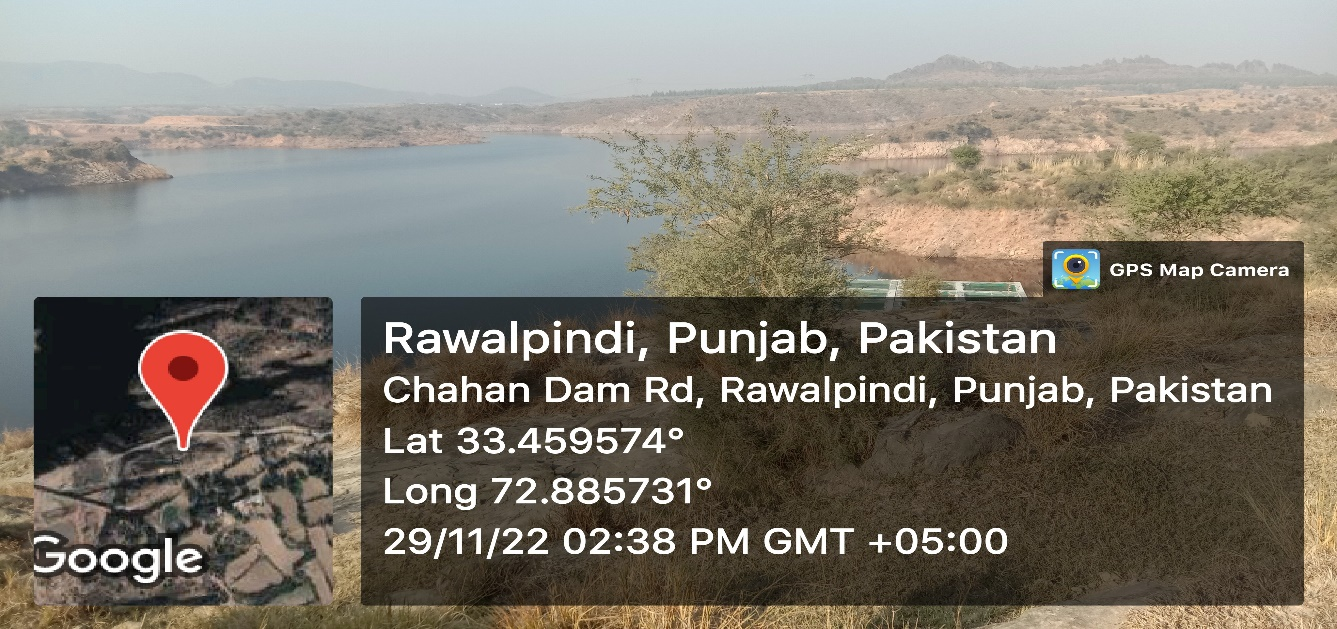 GPS Map Camera
Rawalpindi, Punjab, Pakistan
Chahan Dam Rd, Rawalpindi, Punjab, Pakistan
Lat 33.459574°
Long 72.885731°
29/11/22 02:38 PM GMT +05:00
Google